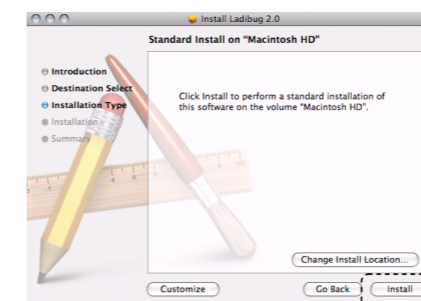 Install Ladibug 2.0
Standard Install on "Macintosh HD"
Introduction
Destination Select
Installation Type
Installation
Summary
Click Install to perform a standard installation of
this software on the volume "Macintosh HD".
Change Install Location...
Customize
Go Back
Install